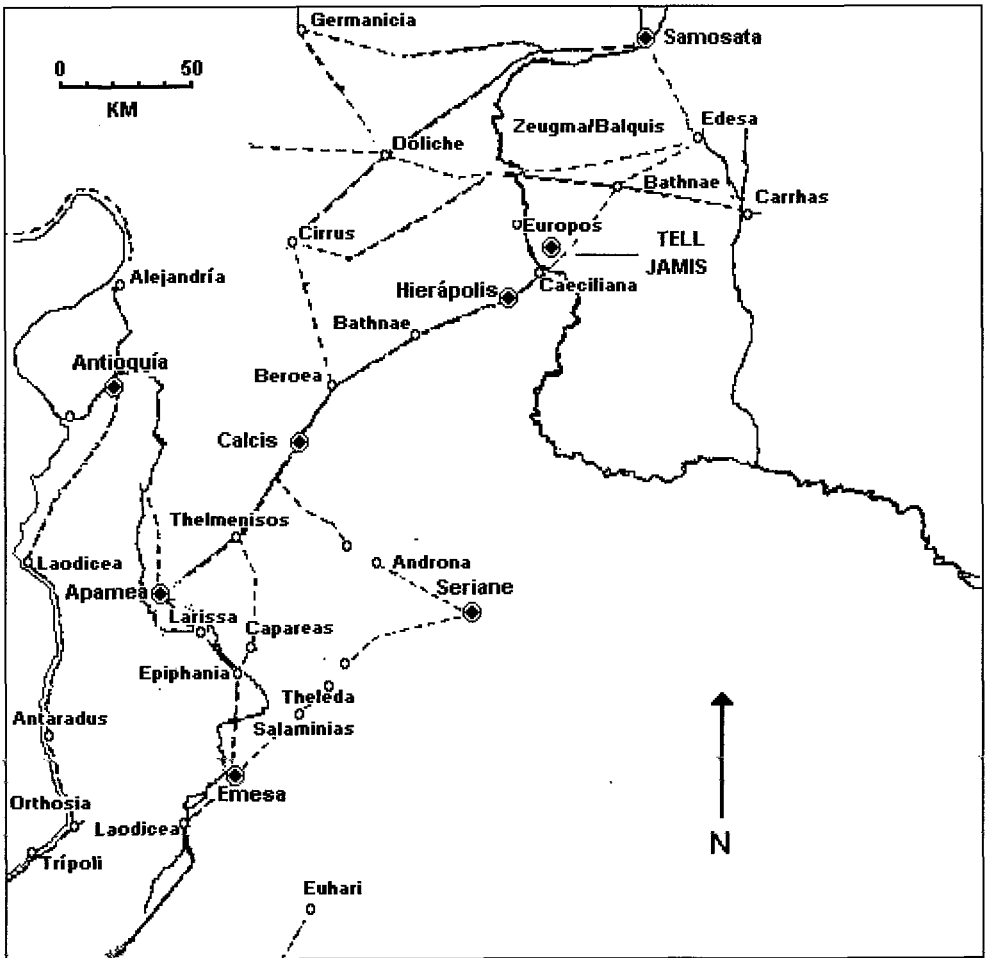 Germanicia
Samosata
0 50
KM
Zeugma/Balquis
Edesa
Doliche
Bathnae
Carrhas
Cirrus
Europos
TELL
JAMIS
Alejandría
Hierápolis
Caeciliana
Bathnae
Antioquía
Beroea
Calcis
Thelmenisos
Laodicea
Androna
Apamea
Seriane
Larissa
Capareas
Epiphania
Theleda
Antaradus
Salaminias
Emesa
Orthosia
Laodicea
N
Trípoli
Euhari